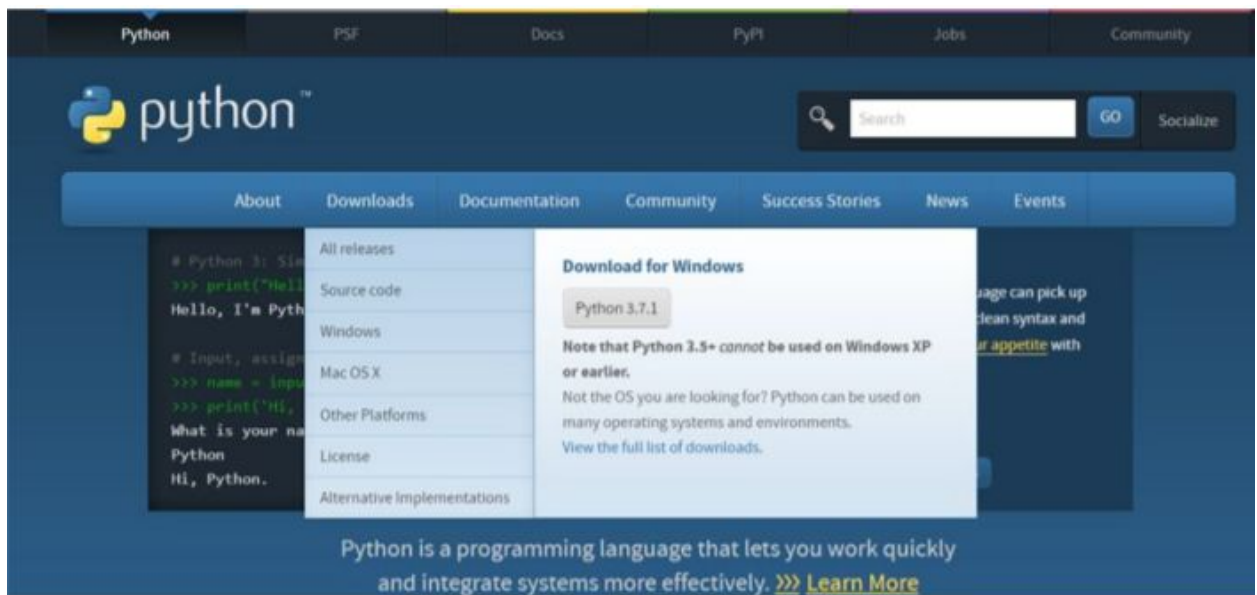 Python PSF Docs PyPI Jobs Community
python™
Search GO Socialize
About Downloads Documentation Community Success Stories News Events
# Python 3: Sim
>>> print("Hell
Hello, I'm Pyth
# Input, assign
>>> name = inpu
>>> print('Hi,
What is your na
Python
Hi, Python.
All releases
Source code
Windows
Mac OS X
Other Platforms
License
Alternative Implementations
Download for Windows
Python 3.7.1
Note that Python 3.5+ cannot be used on Windows XP
or earlier.
Not the OS you are looking for? Python can be used on
many operating systems and environments.
View the full list of downloads.
uage can pick up
clean syntax and
ur appetite with
Python is a programming language that lets you work quickly
and integrate systems more effectively. >>> Learn More